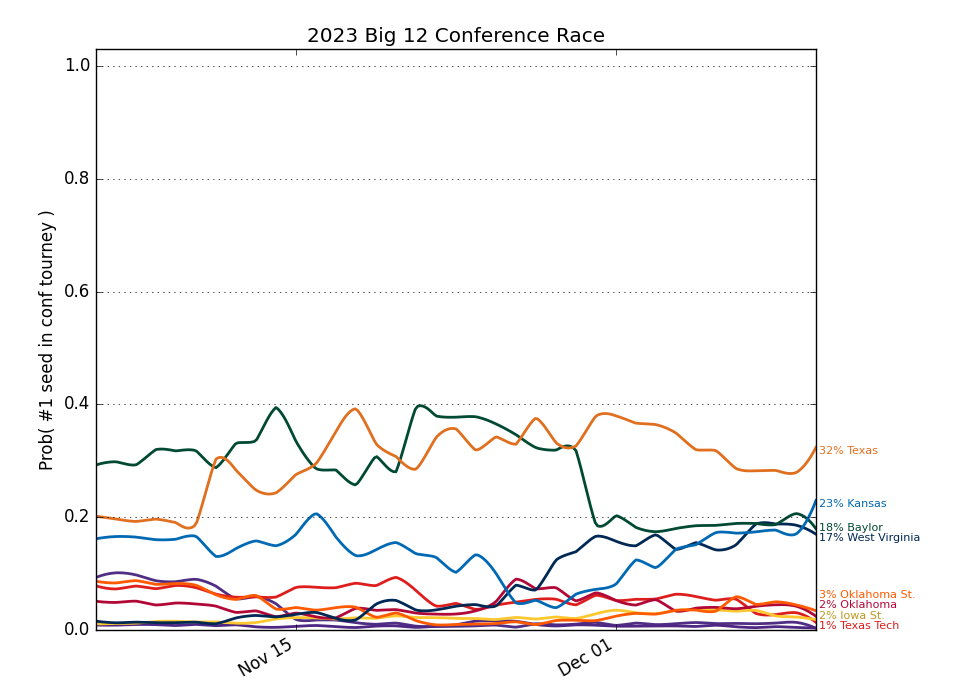 2023 Big 12 Conference Race
Prob( #1 seed in conf tourney )
1.0
0.8
0.6
0.4
0.2
0.0
Nov 15
Dec 01
32% Texas
23% Kansas
18% Baylor
17% West Virginia
3% Oklahoma St.
2% Oklahoma
2% Iowa St.
1% Texas Tech